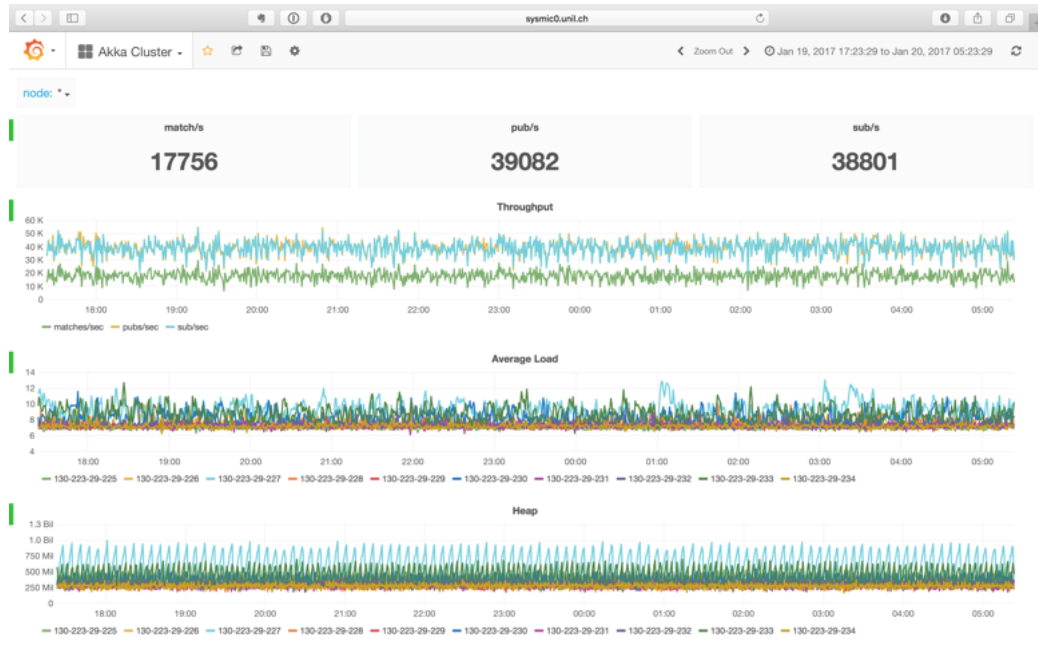 sysmic0.unil.ch
Akka Cluster
Zoom Out
Jan 19, 2017 17:23:29 to Jan 20, 2017 05:23:29
node: *
match/s
pub/s
sub/s
17756
39082
38801
Throughput
60 K
50 K
40 K
30 K
20 K
10 K
0
18:00 19:00 20:00 21:00 22:00 23:00 00:00 01:00 02:00 03:00 04:00 05:00
matches/sec pubs/sec sub/sec
Average Load
14
12
10
8
6
4
18:00 19:00 20:00 21:00 22:00 23:00 00:00 01:00 02:00 03:00 04:00 05:00
130-223-29-225 130-223-29-226 130-223-29-227 130-223-29-228 130-223-29-229 130-223-29-230 130-223-29-231 130-223-29-232 130-223-29-233 130-223-29-234
Heap
1.3 Bil
1.0 Bil
750 Mil
500 Mil
250 Mil
0
18:00 19:00 20:00 21:00 22:00 23:00 00:00 01:00 02:00 03:00 04:00 05:00
130-223-29-225 130-223-29-226 130-223-29-227 130-223-29-228 130-223-29-229 130-223-29-230 130-223-29-231 130-223-29-232 130-223-29-233 130-223-29-234